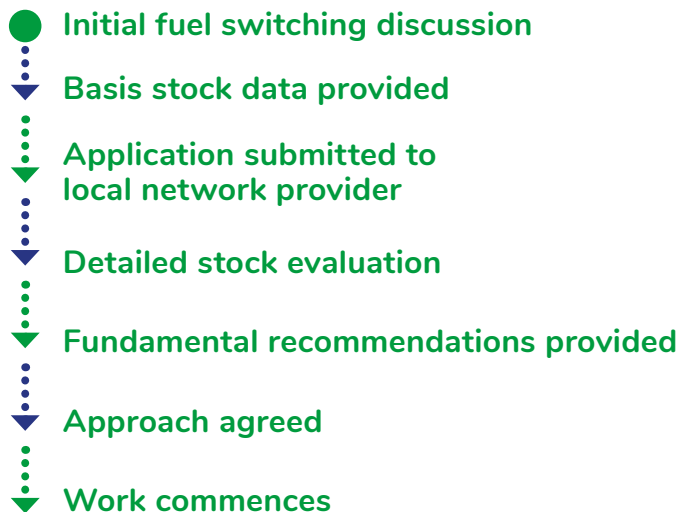 Initial fuel switching discussion
Basis stock data provided
Application submitted to
local network provider
Detailed stock evaluation
Fundamental recommendations provided
Approach agreed
Work commences